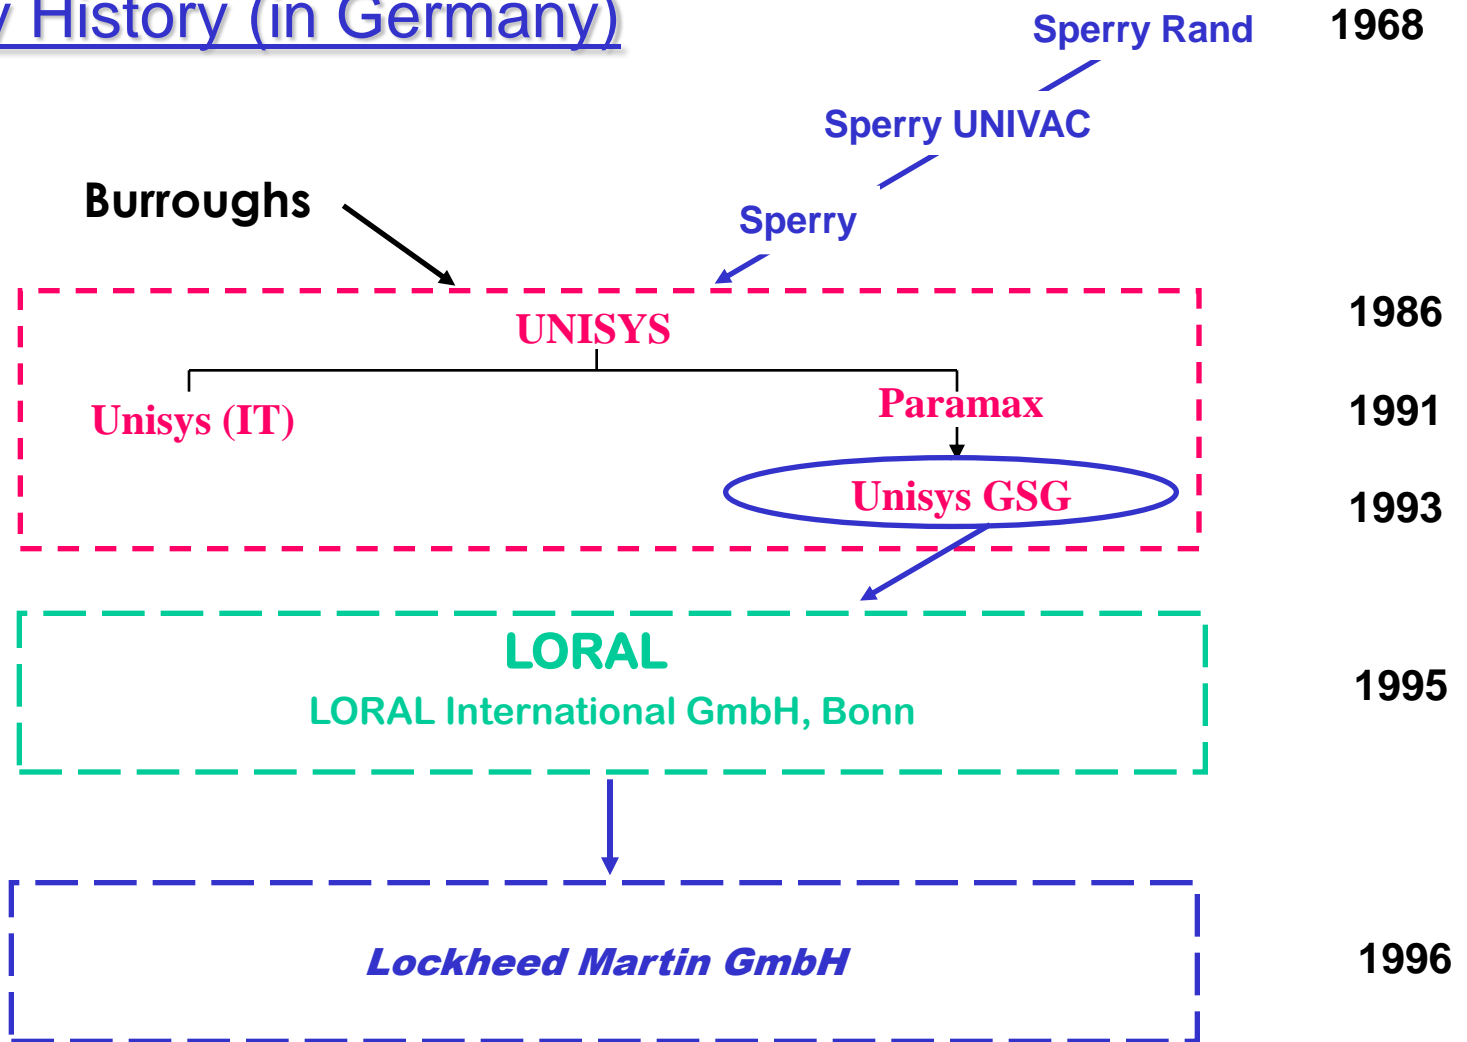 y History (in Germany)
Sperry Rand 1968
Sperry UNIVAC
Burroughs
Sperry
UNISYS 1986
Unisys (IT) Paramax 1991
Unisys GSG 1993
LORAL
LORAL International GmbH, Bonn 1995
Lockheed Martin GmbH 1996